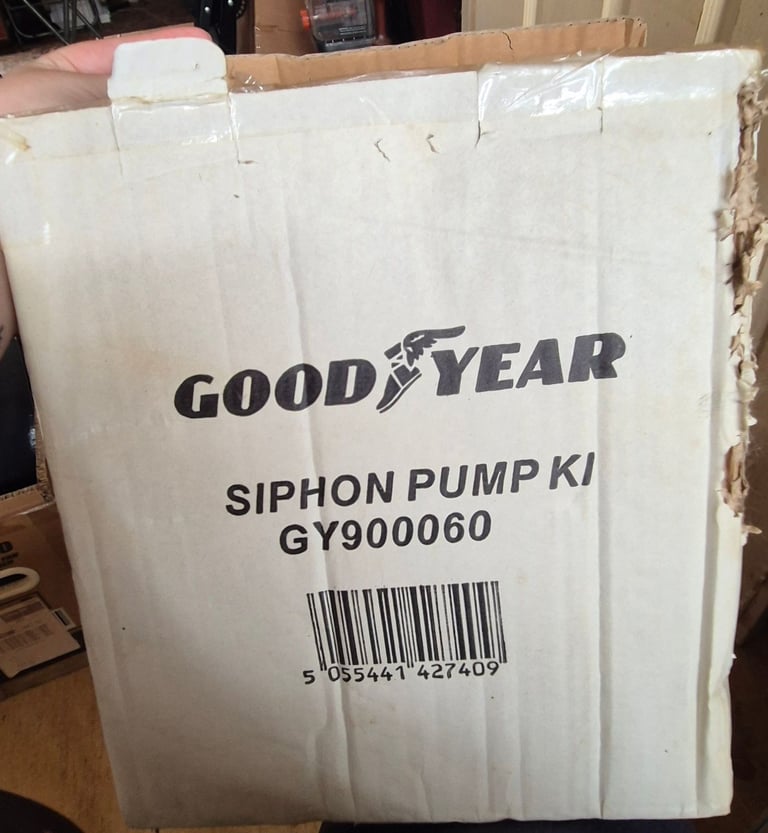 GOODYEAR
SIPHON PUMP KI
GY900060
5 055441 427409